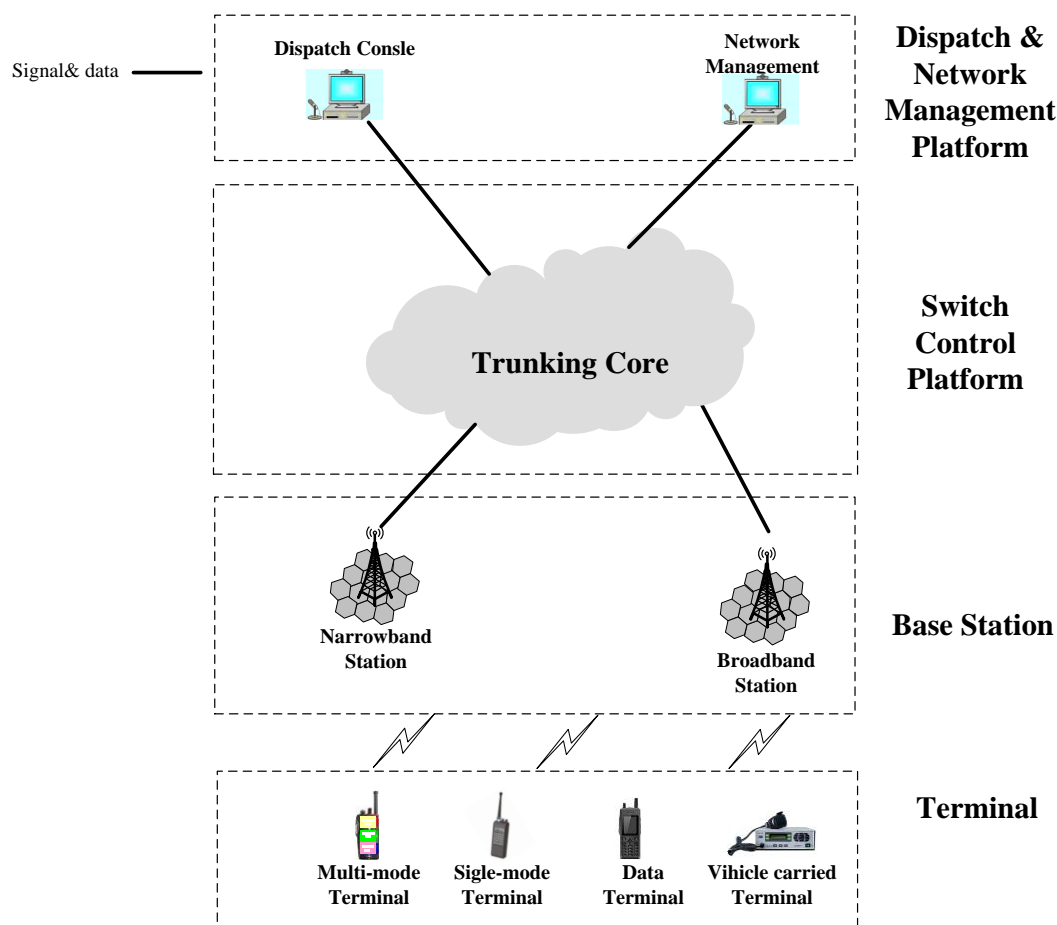 Dispatch Consle
Network
Management
Dispatch &
Network
Management
Platform
Signal& data
Trunking Core
Switch
Control
Platform
Narrowband
Station
Broadband
Station
Base Station
Terminal
Multi-mode
Terminal
Sigle-mode
Terminal
Data
Terminal
Vihicle carried
Terminal